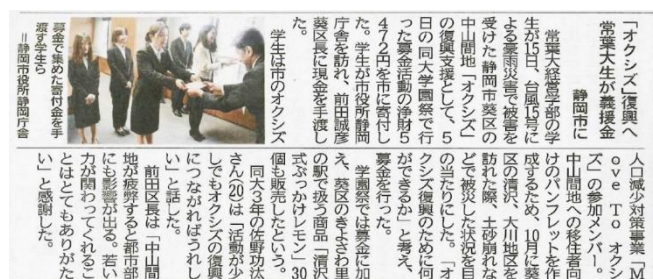 「オクシズ」復興へ
常葉大生が義援金
静岡市に
常葉大経営学部の学
生が15日、台風15号に
よる豪雨災害で被害を
受けた静岡市葵区の
中山間地「オクシズ」
の復興支援として、5
日の同大学園祭で行
った募金活動の浄財5
472円を市に寄付し
た。学生が市役所静岡
庁舎を訪れ、前田誠彦
葵区長に現金を手渡し
た。
学生は市のオクシズ
募金で集めた寄付金を手
渡す学生ら
=静岡市役所静岡庁舎
人口減少対策事業「M
ove To オクシ
ズ」の参加メンバー。
中山間地への移住者向
けのパンフレットを作
成するため、10月に葵
区の清沢、大川地区を
訪れた際、土砂崩れな
どで被災した状況を目
の当たりにした。「オ
クシズ復興のために何
ができるか」と考え、
募金を行った。
学園祭では募金に加
え、葵区のきよさわ里
の駅で扱う商品「清沢
式ぶっかけレモン」30
個も販売したという。
同大3年の佐野功汰
さん(20)は「活動が少
しでもオクシズの復興
につながればうれし
い」と話した。
前田区長は「中山間
地が疲弊すると都市部
にも影響が出る。若い
力が関わってくれるこ
とはとてもありがた
い」と感謝した。